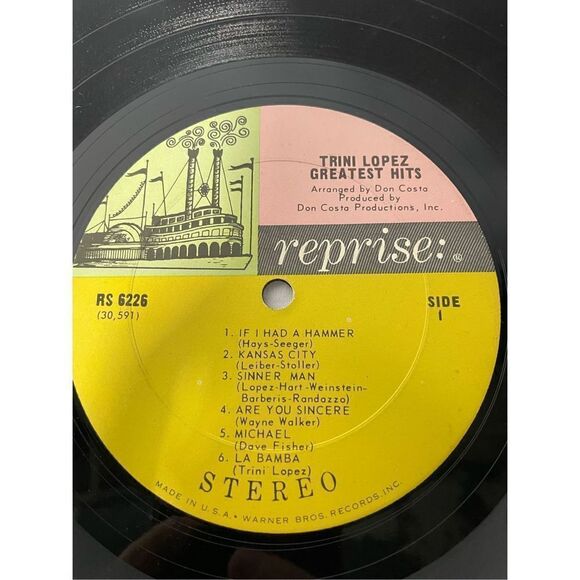 TRINI LOPEZ
GREATEST HITS
Arranged by Don Costa
Produced by
Don Costa Productions, Inc.
reprise:®
RS 6226
(30,591)
SIDE
1
1. IF I HAD A HAMMER
(Hays-Seeger)
2. KANSAS CITY
(Leiber-Stoller)
3. SINNER MAN
(Lopez-Hart-Weinstein-
Barberis-Randazzo)
4. ARE YOU SINCERE
(Wayne Walker)
5. MICHAEL
(Dave Fisher)
6. LA BAMBA
(Trini Lopez)
STEREO
MADE IN U.S.A. • WARNER BROS. RECORDS, INC.